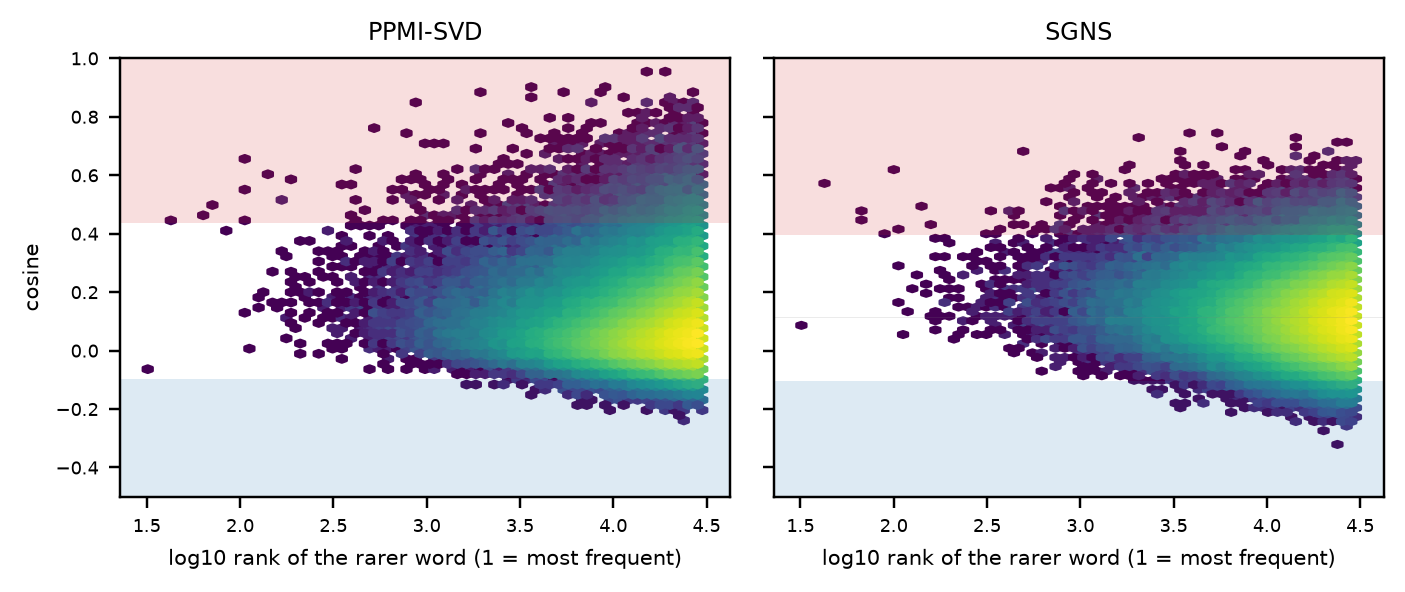 PPMI-SVD
SGNS
1.0
0.8
0.6
0.4
0.2
0.0
−0.2
−0.4
cosine
1.5 2.0 2.5 3.0 3.5 4.0 4.5
1.5 2.0 2.5 3.0 3.5 4.0 4.5
log10 rank of the rarer word (1 = most frequent)
log10 rank of the rarer word (1 = most frequent)